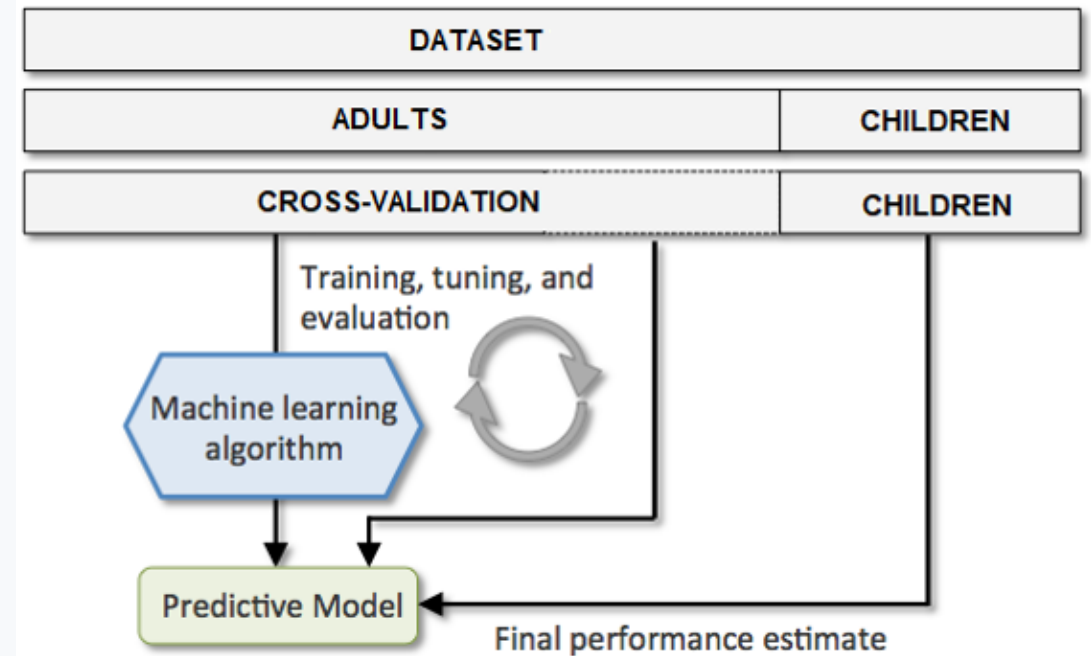 DATASET
ADULTS
CHILDREN
CROSS-VALIDATION
CHILDREN
Training, tuning, and
evaluation
Machine learning
algorithm
Predictive Model
Final performance estimate